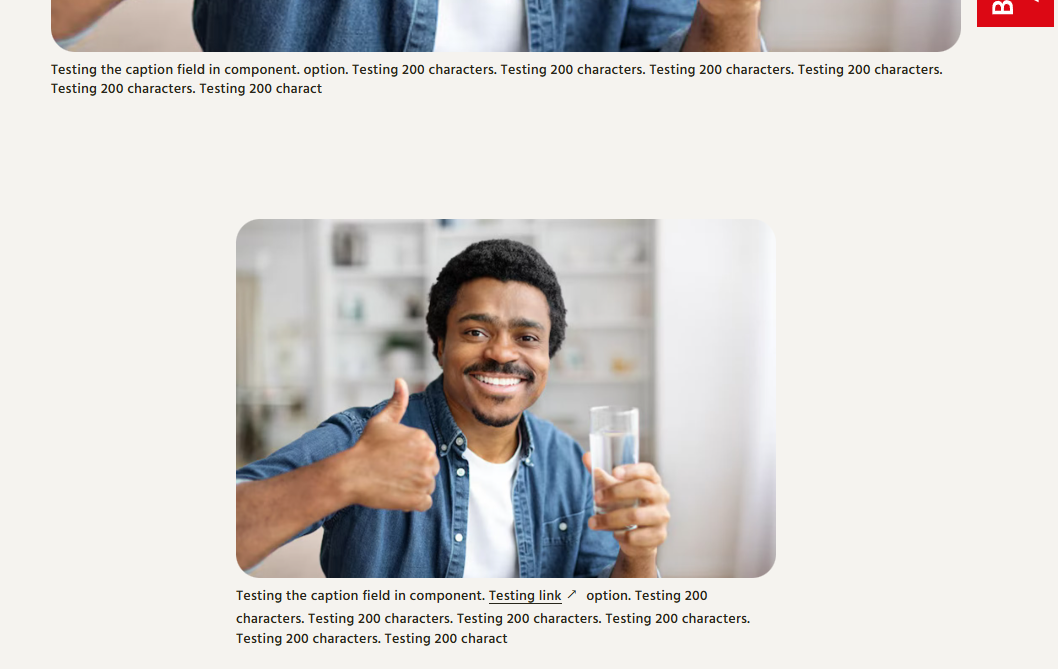 B
Testing the caption field in component. option. Testing 200 characters. Testing 200 characters. Testing 200 characters. Testing 200 characters.
Testing 200 characters. Testing 200 charact
Testing the caption field in component. Testing link ↗ option. Testing 200
characters. Testing 200 characters. Testing 200 characters. Testing 200 characters.
Testing 200 characters. Testing 200 charact